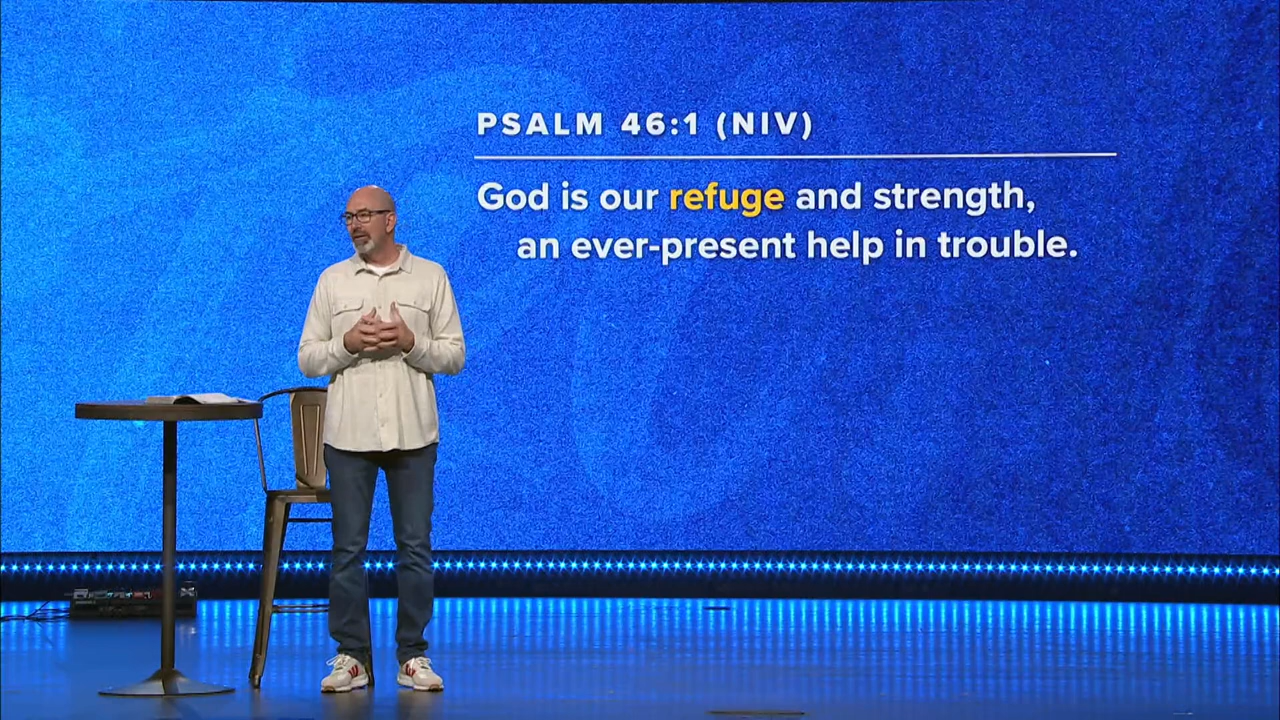 PSALM 46:1 (NIV)
God is our refuge and strength,
an ever-present help in trouble.